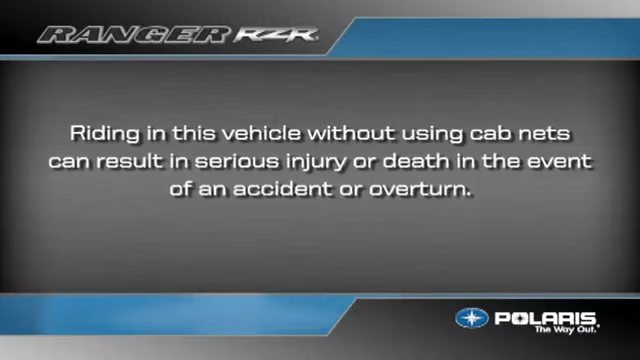 RANGER RZR
Riding in this vehicle without using cab nets
can result in serious injury or death in the event
of an accident or overturn.
POLARIS
The Way Out.